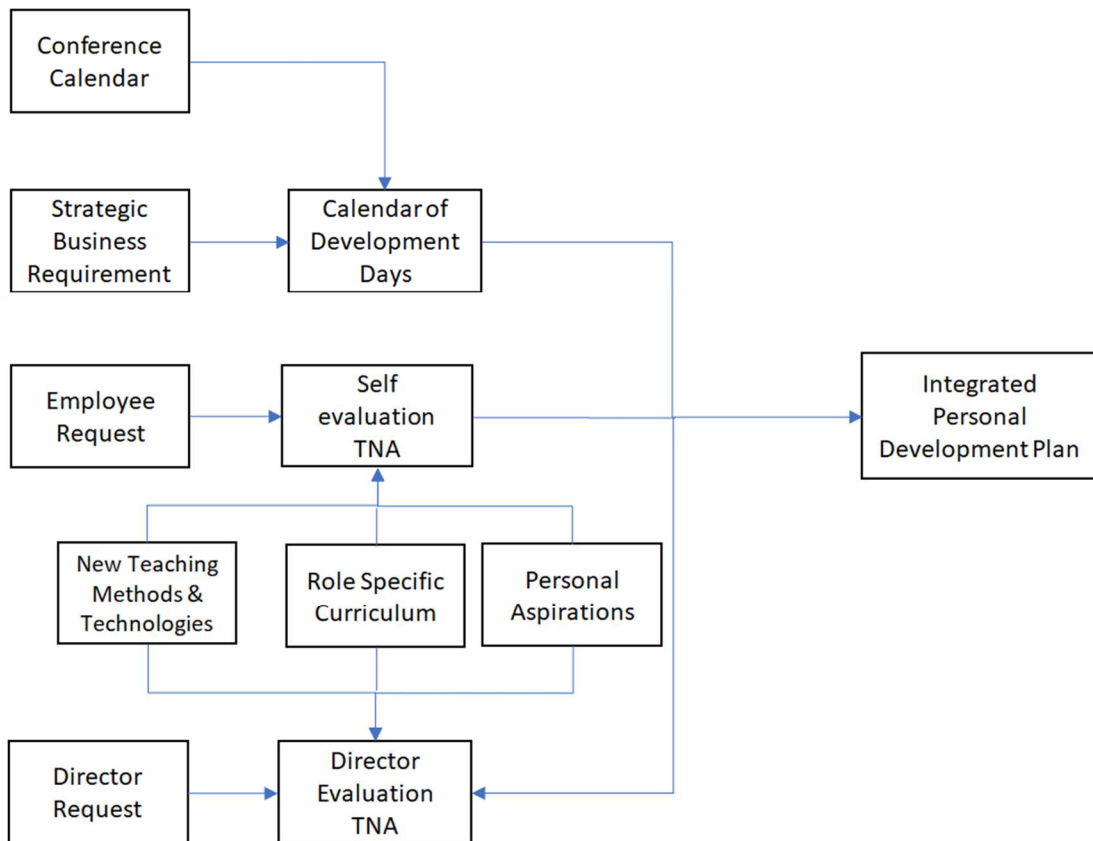 Conference
Calendar
Strategic
Business
Requirement
Calendar of
Development
Days
Employee
Request
Self
evaluation
TNA
Integrated
Personal
Development Plan
New Teaching
Methods &
Technologies
Role Specific
Curriculum
Personal
Aspirations
Director
Request
Director
Evaluation
TNA